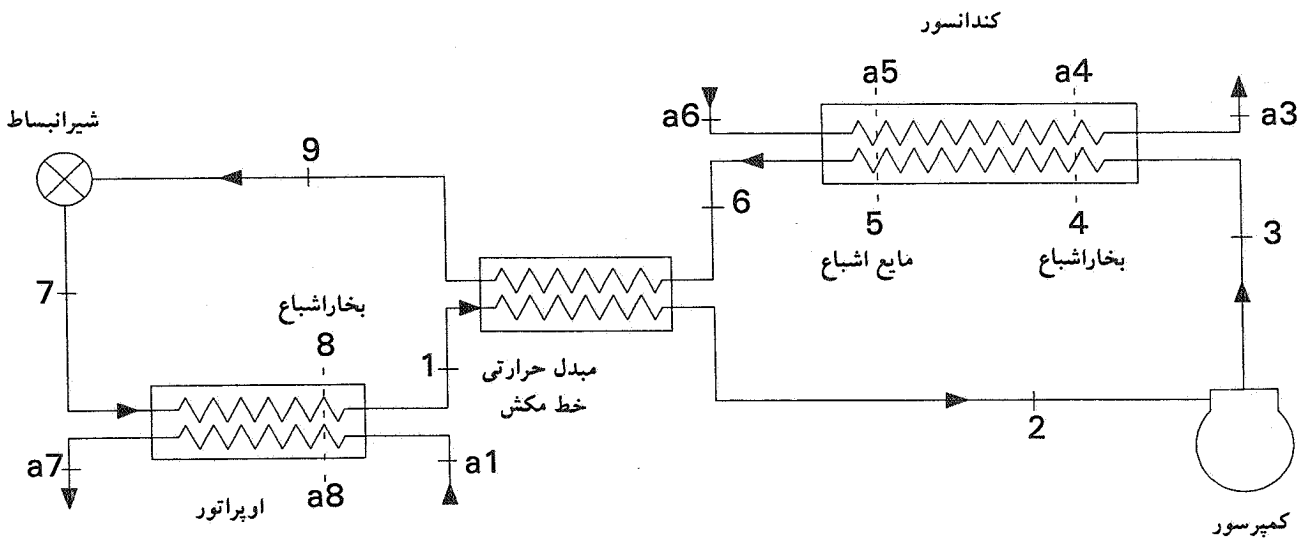 کندانسور
a5 a4
a6 a3
شیرانبساط
9
6 5 4 3
مایع اشباع بخاراشباع
7
بخاراشباع
8
1
مبدل حرارتی
خط مکش
2
a7 a1
a8
اوپراتور
کمپرسور